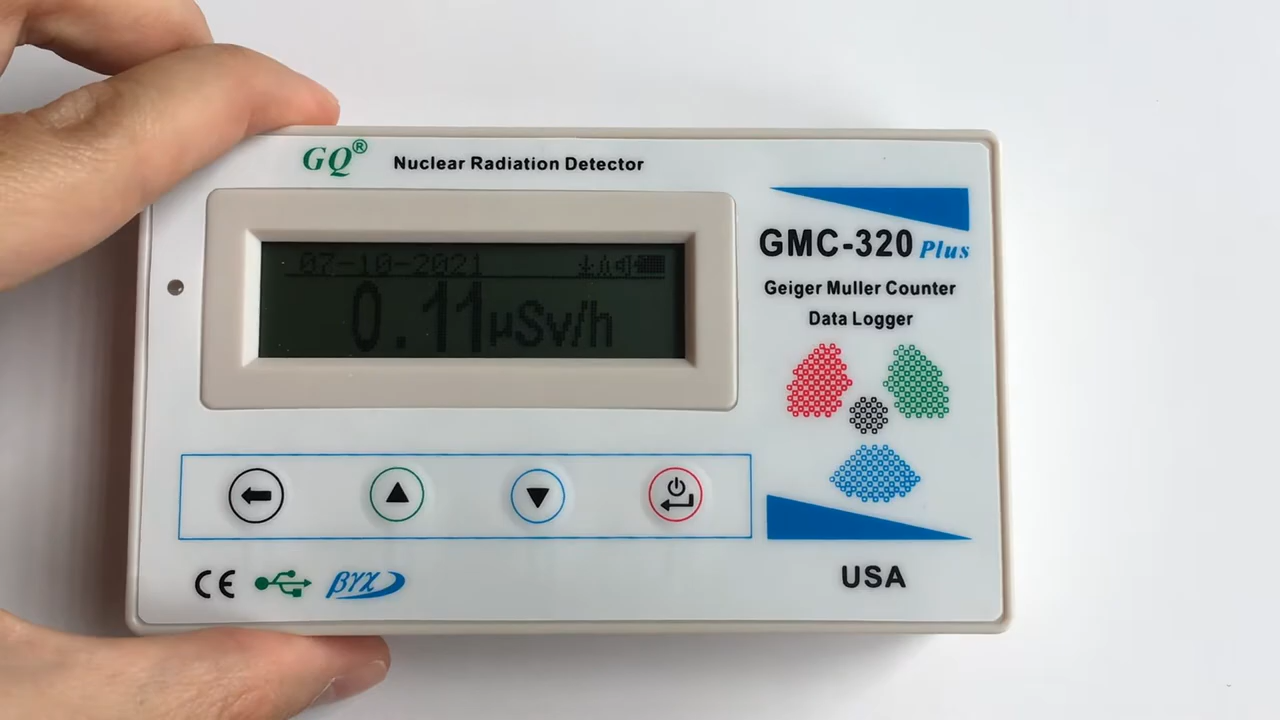 GQ®
Nuclear Radiation Detector
07-10-2021
0.11µSv/h
GMC-320 Plus
Geiger Muller Counter
Data Logger
CE
βγχ
USA